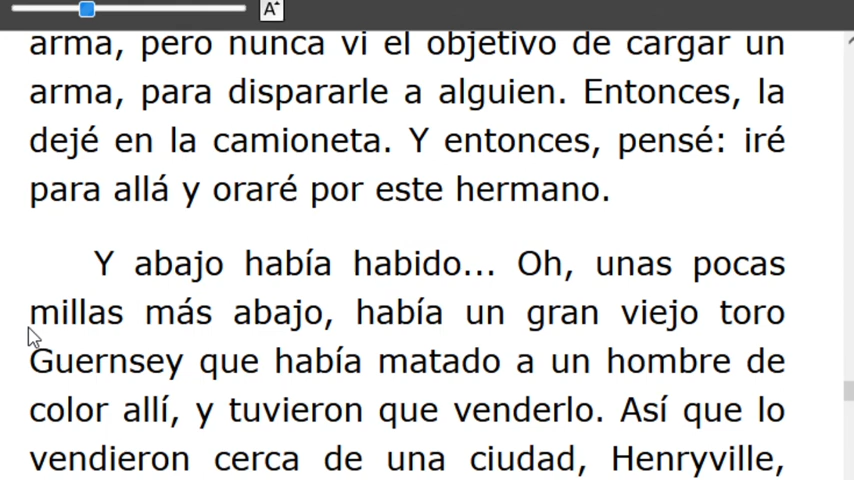 A
arma, pero nunca vi el objetivo de cargar un
arma, para dispararle a alguien. Entonces, la
dejé en la camioneta. Y entonces, pensé: iré
para allá y oraré por este hermano.
Y abajo había habido... Oh, unas pocas
millas más abajo, había un gran viejo toro
Guernsey que había matado a un hombre de
color allí, y tuvieron que venderlo. Así que lo
vendieron cerca de una ciudad, Henryville,